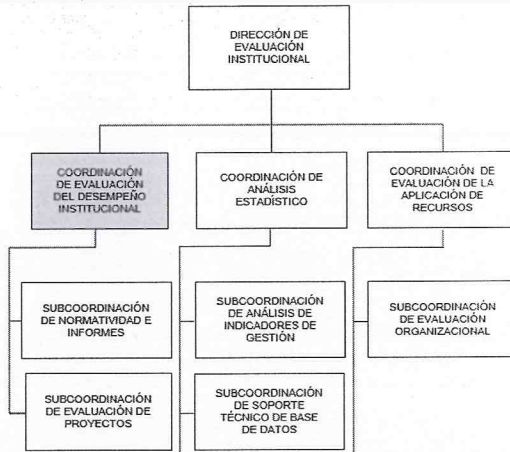 DIRECCIÓN DE
EVALUACIÓN
INSTITUCIONAL
COORDINACIÓN
DE EVALUACIÓN
DEL DESEMPEÑO
INSTITUCIONAL
COORDINACIÓN DE
ANÁLISIS
ESTADÍSTICO
COORDINACIÓN DE
EVALUACIÓN DE LA
APLICACIÓN DE
RECURSOS
SUBCOORDINACIÓN
DE NORMATIVIDAD E
INFORMES
SUBCOORDINACIÓN
DE ANÁLISIS DE
INDICADORES DE
GESTIÓN
SUBCOORDINACIÓN
DE EVALUACIÓN
ORGANIZACIONAL
SUBCOORDINACIÓN
DE EVALUACIÓN DE
PROYECTOS
SUBCOORDINACIÓN
DE SOPORTE
TÉCNICO DE BASE
DE DATOS